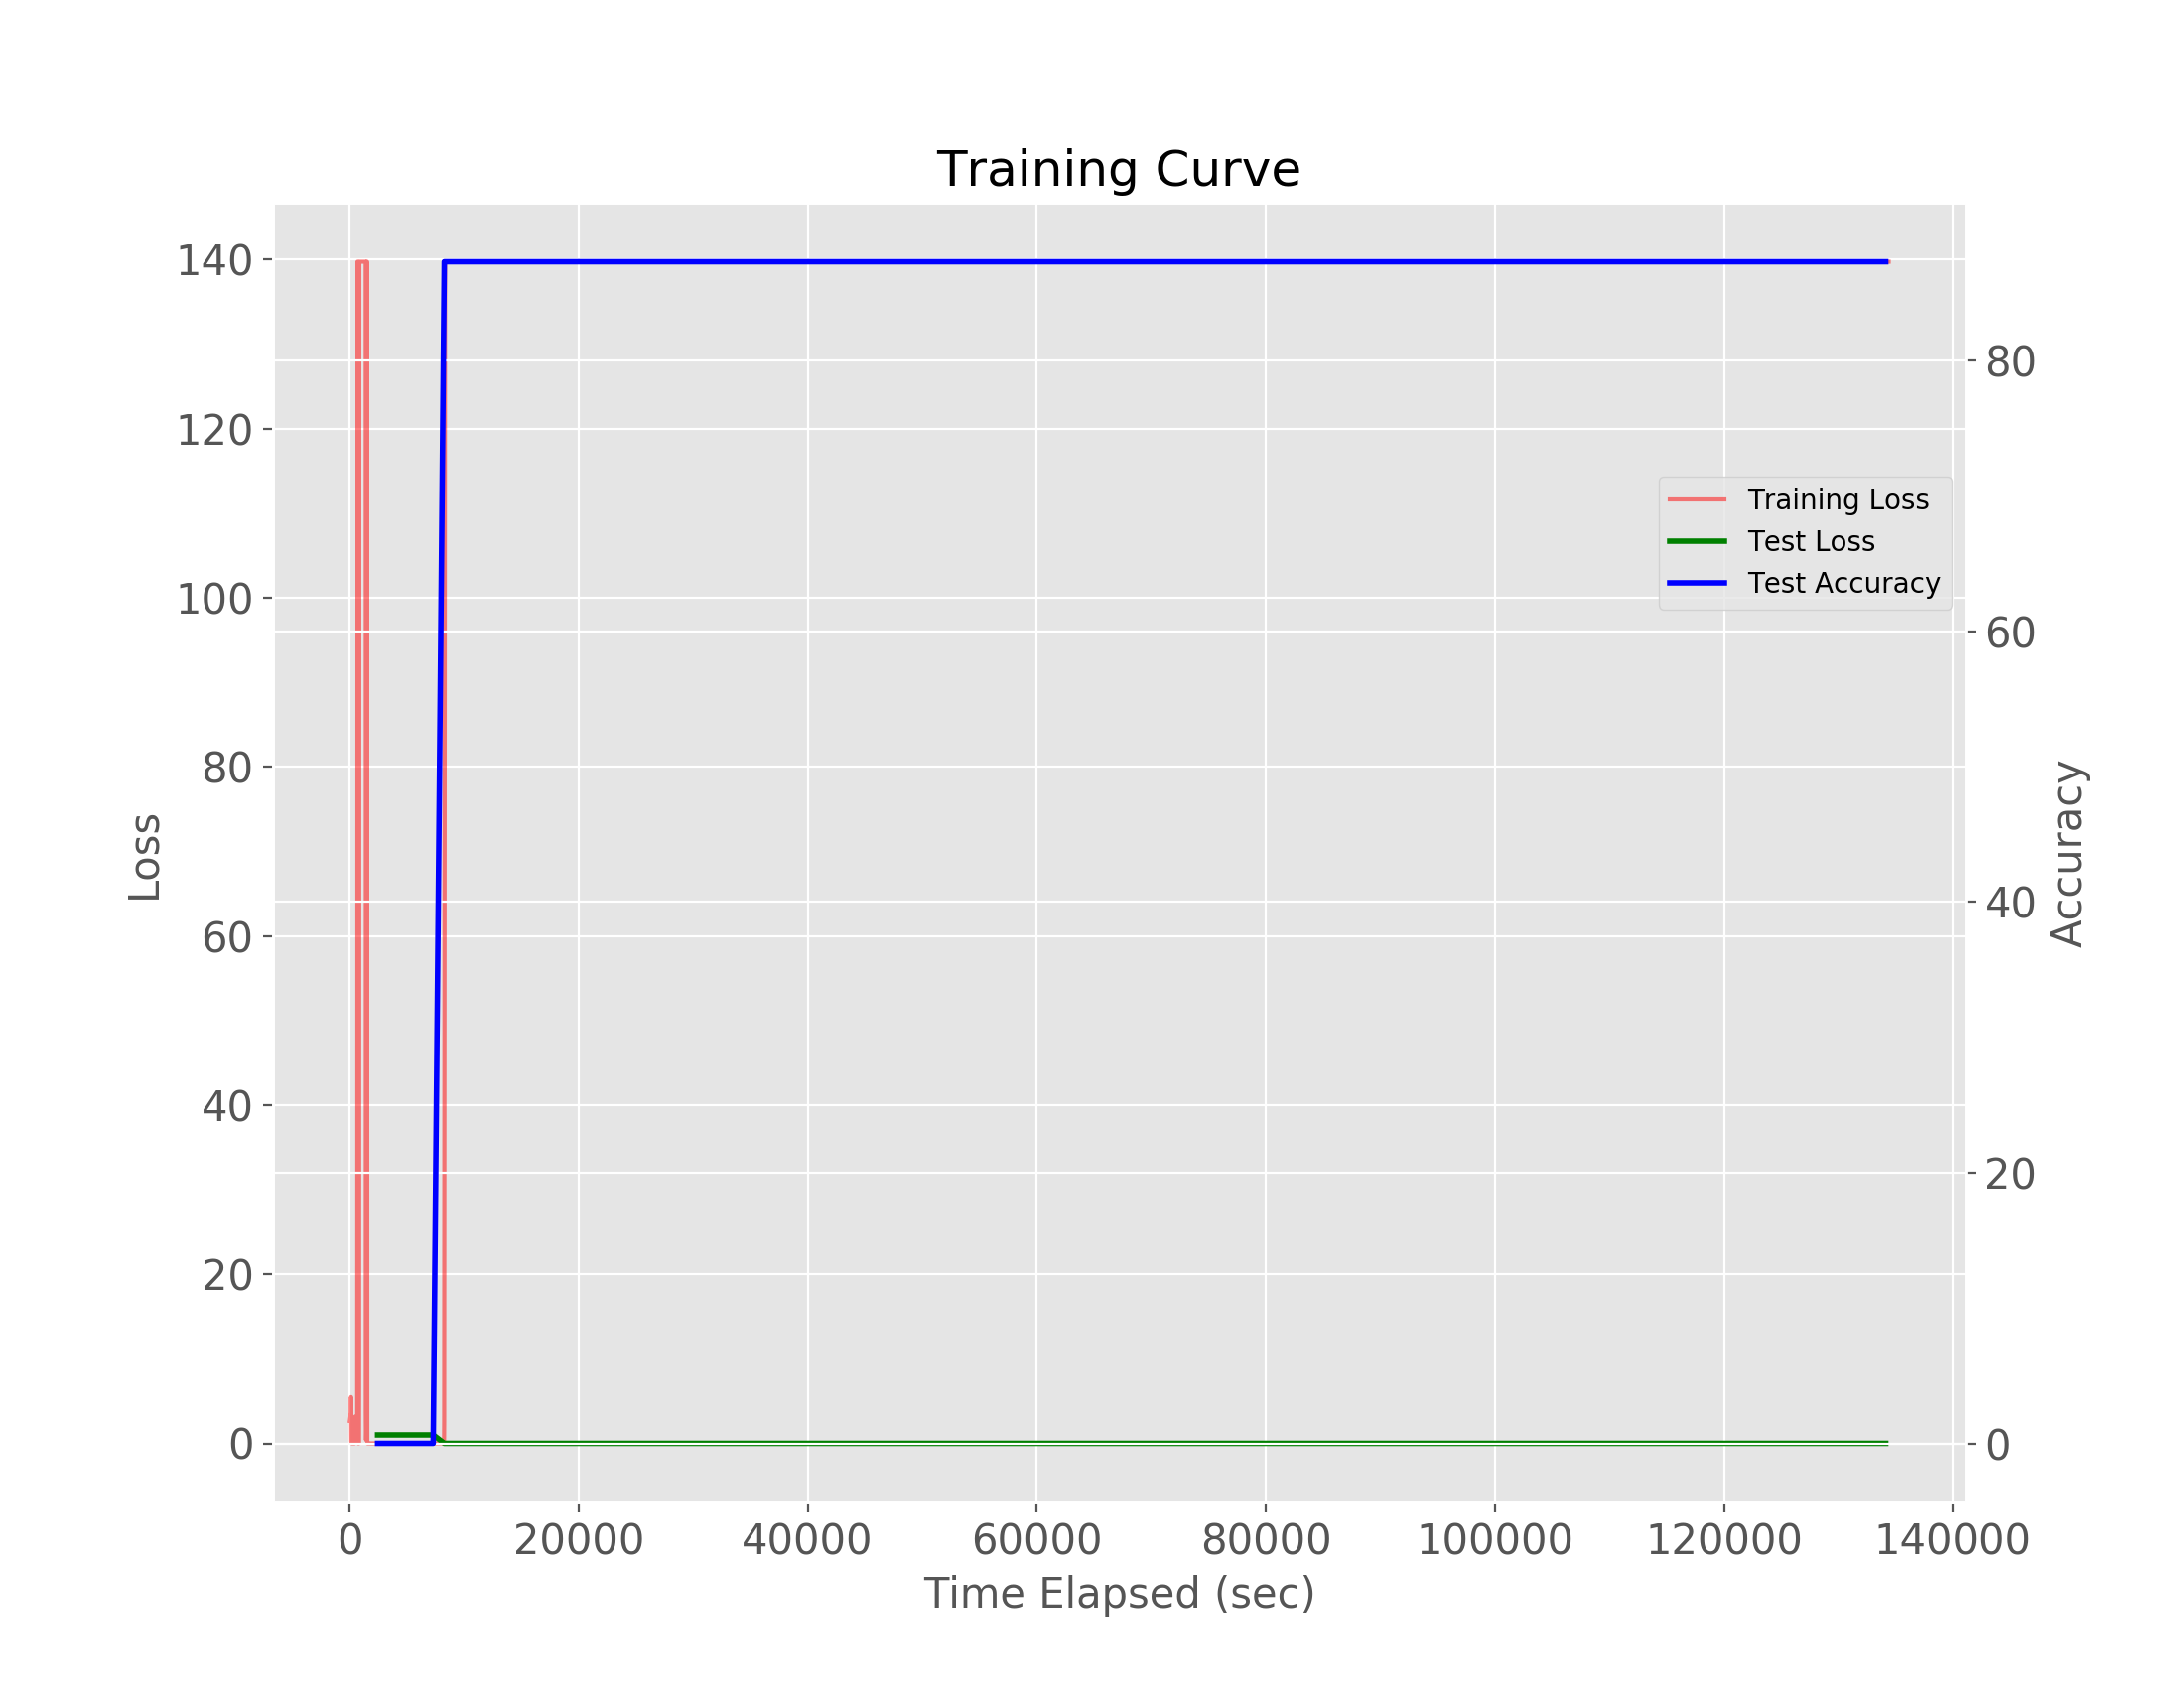 Training Curve
140
120
100
80
60
40
20
0
Loss
80
60
40
20
0
Accuracy
Training Loss
Test Loss
Test Accuracy
0 20000 40000 60000 80000 100000 120000 140000
Time Elapsed (sec)